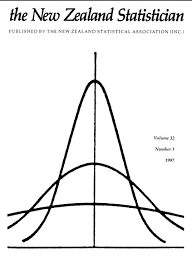 the New Zealand Statistician
PUBLISHED BY THE NEW ZEALAND STATISTICAL ASSOCIATION (INC.)
Volume 32
Number 1
1997